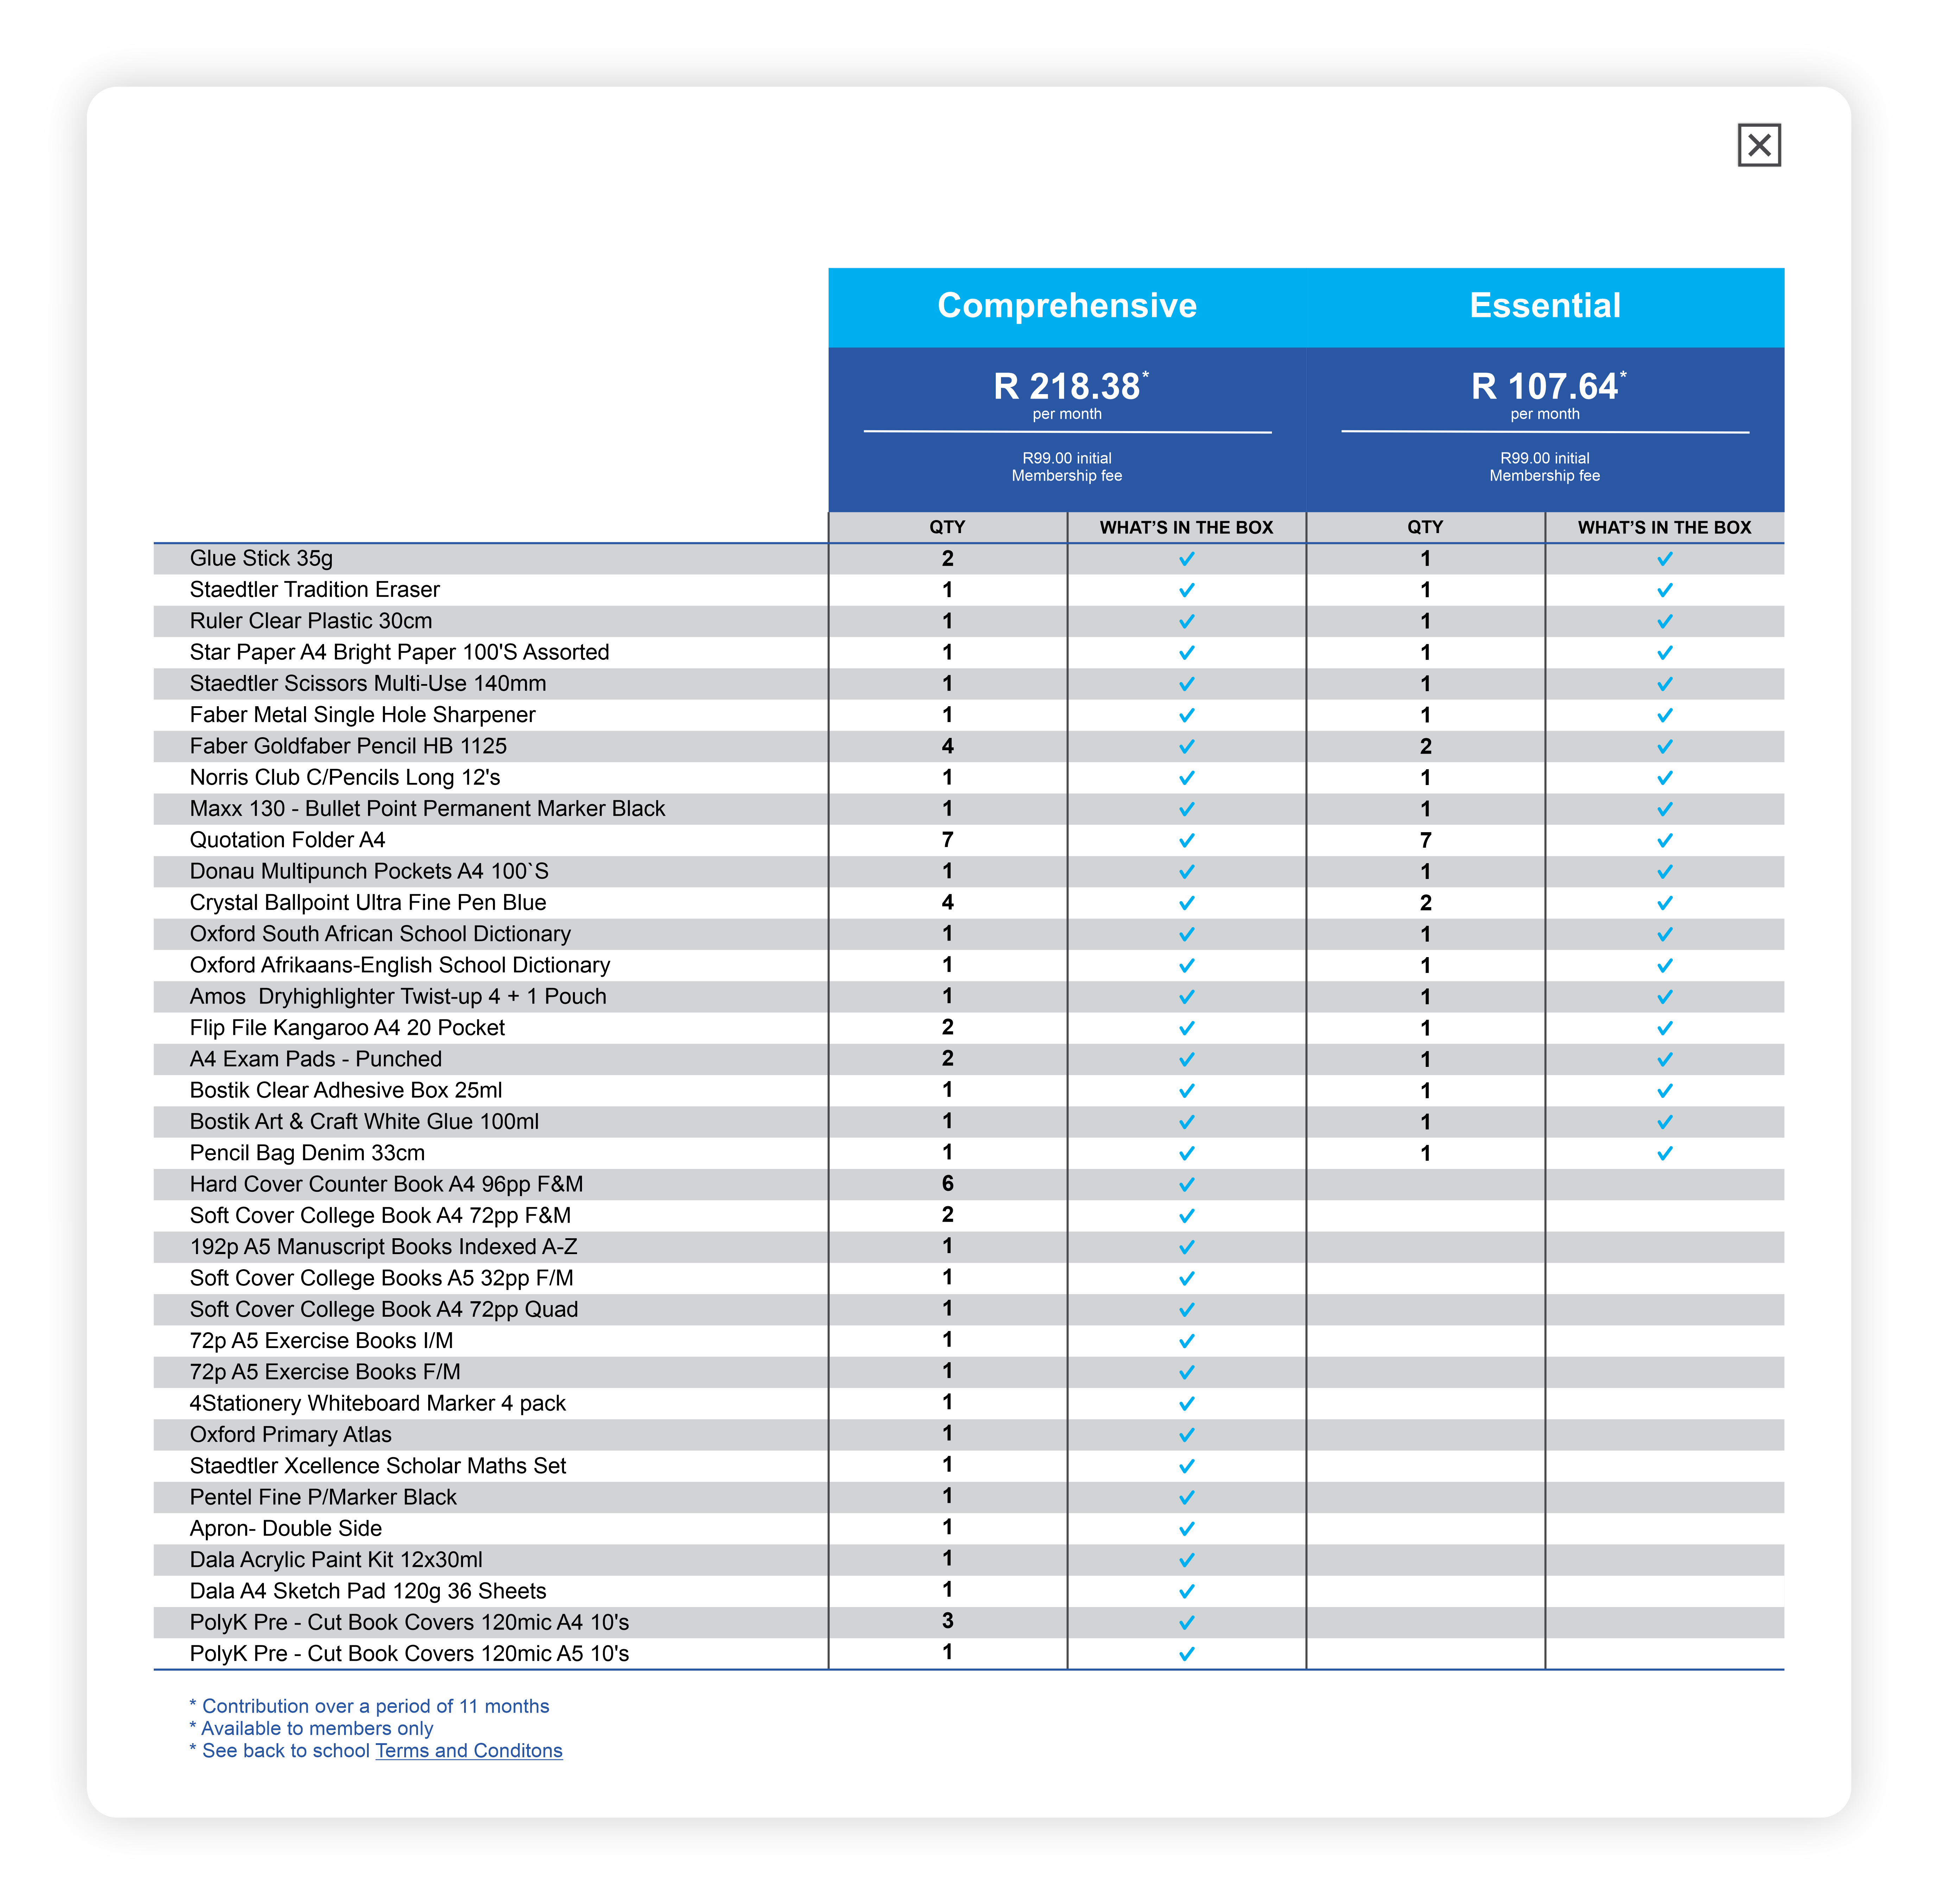 Comprehensive Essential
R 218.38* R 107.64*
per month per month
R99.00 initial R99.00 initial
Membership fee Membership fee
QTY WHAT'S IN THE BOX QTY WHAT'S IN THE BOX
Glue Stick 35g 2 1
Staedtler Tradition Eraser 1 1
Ruler Clear Plastic 30cm 1 1
Star Paper A4 Bright Paper 100'S Assorted 1 1
Staedtler Scissors Multi-Use 140mm 1 1
Faber Metal Single Hole Sharpener 1 1
Faber Goldfaber Pencil HB 1125 4 2
Norris Club C/Pencils Long 12's 1 1
Maxx 130 - Bullet Point Permanent Marker Black 1 1
Quotation Folder A4 7 7
Donau Multipunch Pockets A4 100`S 1 1
Crystal Ballpoint Ultra Fine Pen Blue 4 2
Oxford South African School Dictionary 1 1
Oxford Afrikaans-English School Dictionary 1 1
Amos Dryhighlighter Twist-up 4 + 1 Pouch 1 1
Flip File Kangaroo A4 20 Pocket 2 1
A4 Exam Pads - Punched 2 1
Bostik Clear Adhesive Box 25ml 1 1
Bostik Art & Craft White Glue 100ml 1 1
Pencil Bag Denim 33cm 1 1
Hard Cover Counter Book A4 96pp F&M 6
Soft Cover College Book A4 72pp F&M 2
192p A5 Manuscript Books Indexed A-Z 1
Soft Cover College Books A5 32pp F/M 1
Soft Cover College Book A4 72pp Quad 1
72p A5 Exercise Books I/M 1
72p A5 Exercise Books F/M 1
4Stationery Whiteboard Marker 4 pack 1
Oxford Primary Atlas 1
Staedtler Xcellence Scholar Maths Set 1
Pentel Fine P/Marker Black 1
Apron- Double Side 1
Dala Acrylic Paint Kit 12x30ml 1
Dala A4 Sketch Pad 120g 36 Sheets 1
PolyK Pre - Cut Book Covers 120mic A4 10's 3
PolyK Pre - Cut Book Covers 120mic A5 10's 1
* Contribution over a period of 11 months
* Available to members only
* See back to school Terms and Conditons